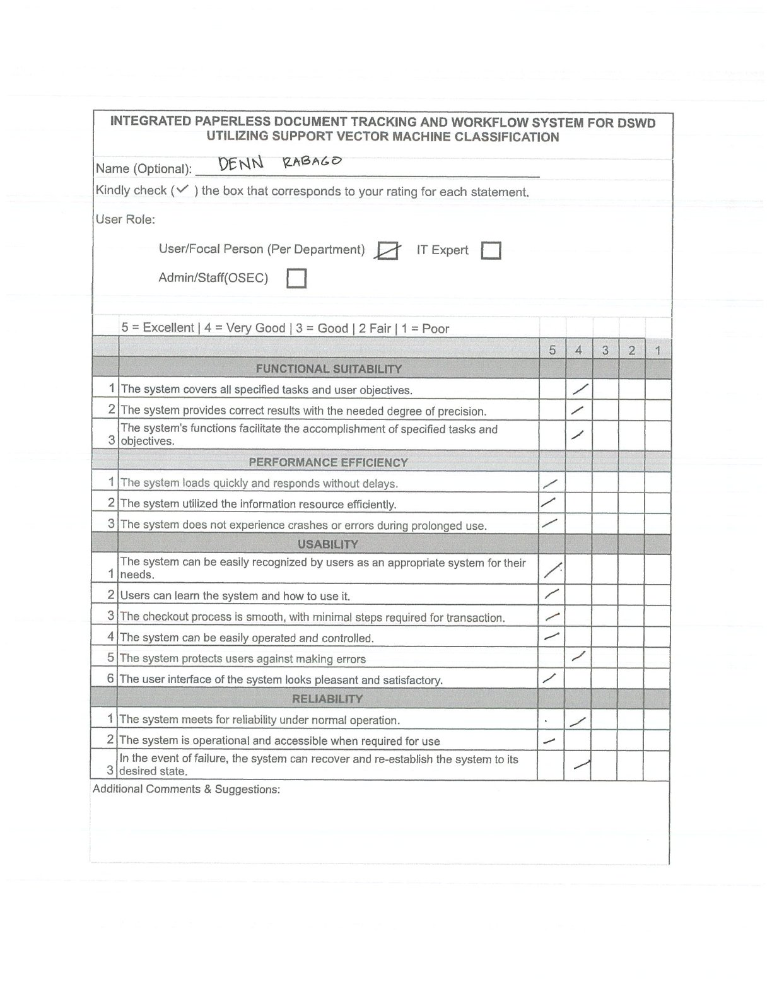 INTEGRATED PAPERLESS DOCUMENT TRACKING AND WORKFLOW SYSTEM FOR DSWD
UTILIZING SUPPORT VECTOR MACHINE CLASSIFICATION
Name (Optional): DENN RABAGO
Kindly check (✓) the box that corresponds to your rating for each statement.
User Role:
User/Focal Person (Per Department) IT Expert
Admin/Staff(OSEC)
5 = Excellent | 4 = Very Good | 3 = Good | 2 Fair | 1 = Poor
5 4 3 2 1
FUNCTIONAL SUITABILITY
1 The system covers all specified tasks and user objectives.
2 The system provides correct results with the needed degree of precision.
The system's functions facilitate the accomplishment of specified tasks and
3 objectives.
PERFORMANCE EFFICIENCY
1 The system loads quickly and responds without delays.
2 The system utilized the information resource efficiently.
3 The system does not experience crashes or errors during prolonged use.
USABILITY
The system can be easily recognized by users as an appropriate system for their
1 needs.
2 Users can learn the system and how to use it.
3 The checkout process is smooth, with minimal steps required for transaction.
4 The system can be easily operated and controlled.
5 The system protects users against making errors
6 The user interface of the system looks pleasant and satisfactory.
RELIABILITY
1 The system meets for reliability under normal operation.
2 The system is operational and accessible when required for use
In the event of failure, the system can recover and re-establish the system to its
3 desired state.
Additional Comments & Suggestions: